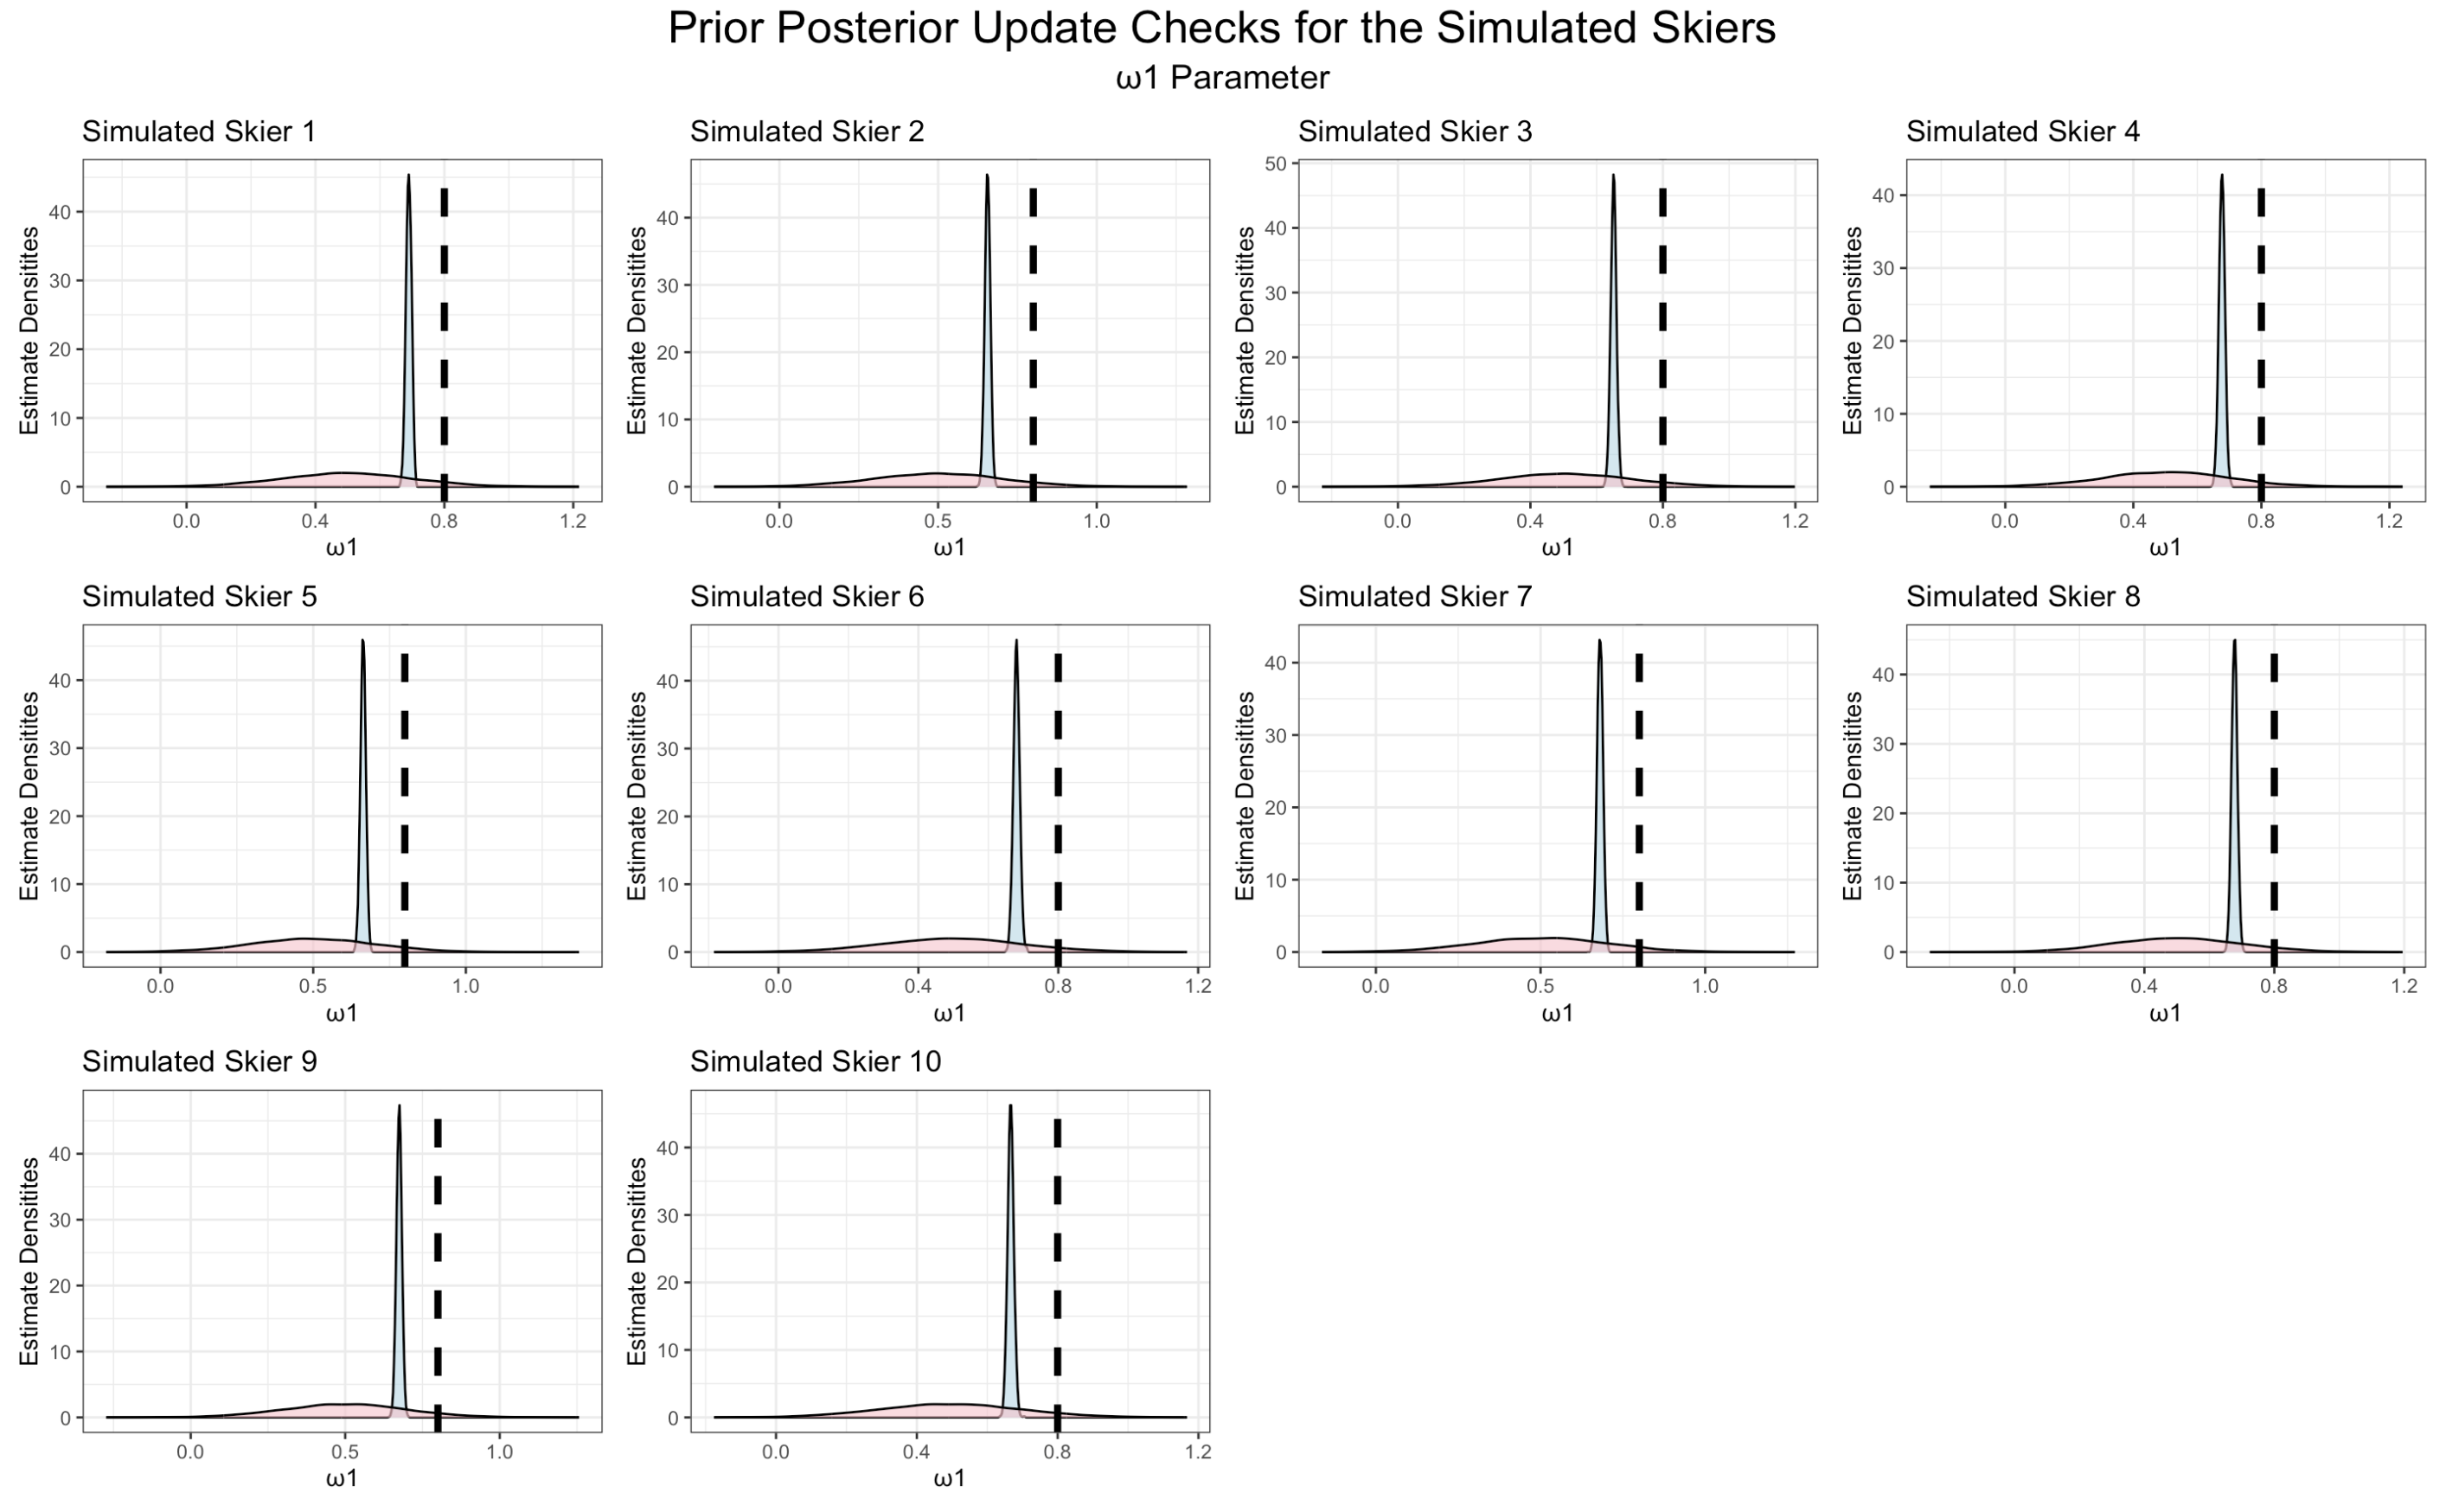 Prior Posterior Update Checks for the Simulated Skiers
ω1 Parameter
Simulated Skier 1
Estimate Densitites
40
30
20
10
0
0.0 0.4 0.8 1.2
ω1
Simulated Skier 2
Estimate Densitites
40
30
20
10
0
0.0 0.5 1.0
ω1
Simulated Skier 3
Estimate Densitites
50
40
30
20
10
0
0.0 0.4 0.8 1.2
ω1
Simulated Skier 4
Estimate Densitites
40
30
20
10
0
0.0 0.4 0.8 1.2
ω1
Simulated Skier 5
Estimate Densitites
40
30
20
10
0
0.0 0.5 1.0
ω1
Simulated Skier 6
Estimate Densitites
40
30
20
10
0
0.0 0.4 0.8 1.2
ω1
Simulated Skier 7
Estimate Densitites
40
30
20
10
0
0.0 0.5 1.0
ω1
Simulated Skier 8
Estimate Densitites
40
30
20
10
0
0.0 0.4 0.8 1.2
ω1
Simulated Skier 9
Estimate Densitites
40
30
20
10
0
0.0 0.5 1.0
ω1
Simulated Skier 10
Estimate Densitites
40
30
20
10
0
0.0 0.4 0.8 1.2
ω1